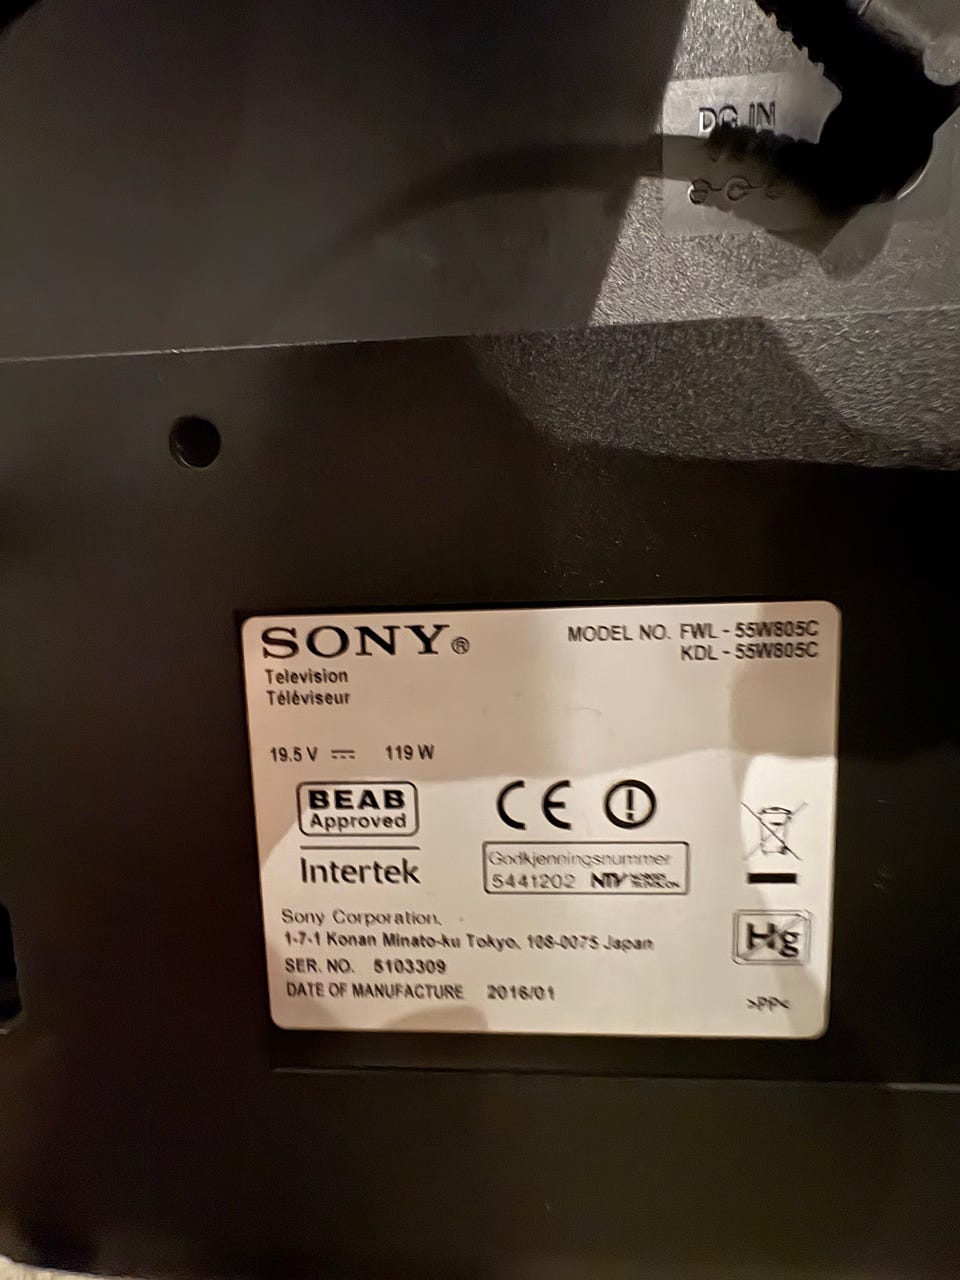 DC IN
SONY®
MODEL NO. FWL - 55W805C
KDL - 55W805C
Television
Téléviseur
19.5 V ⎓ 119 W
BEAB
Approved
Intertek
CE
Godkjenningsnummer
5441202 NTV
Hg
Sony Corporation.
1-7-1 Konan Minato-ku Tokyo, 108-0075 Japan
SER. NO. 5103309
DATE OF MANUFACTURE 2016/01
>PP<